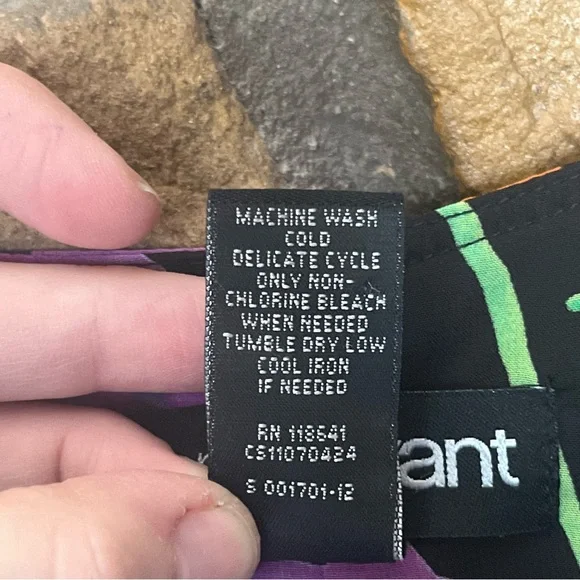 MACHINE WASH
COLD
DELICATE CYCLE
ONLY NON-
CHLORINE BLEACH
WHEN NEEDED
TUMBLE DRY LOW
COOL IRON
IF NEEDED
RN 118641
CS11070424
S 001701-12